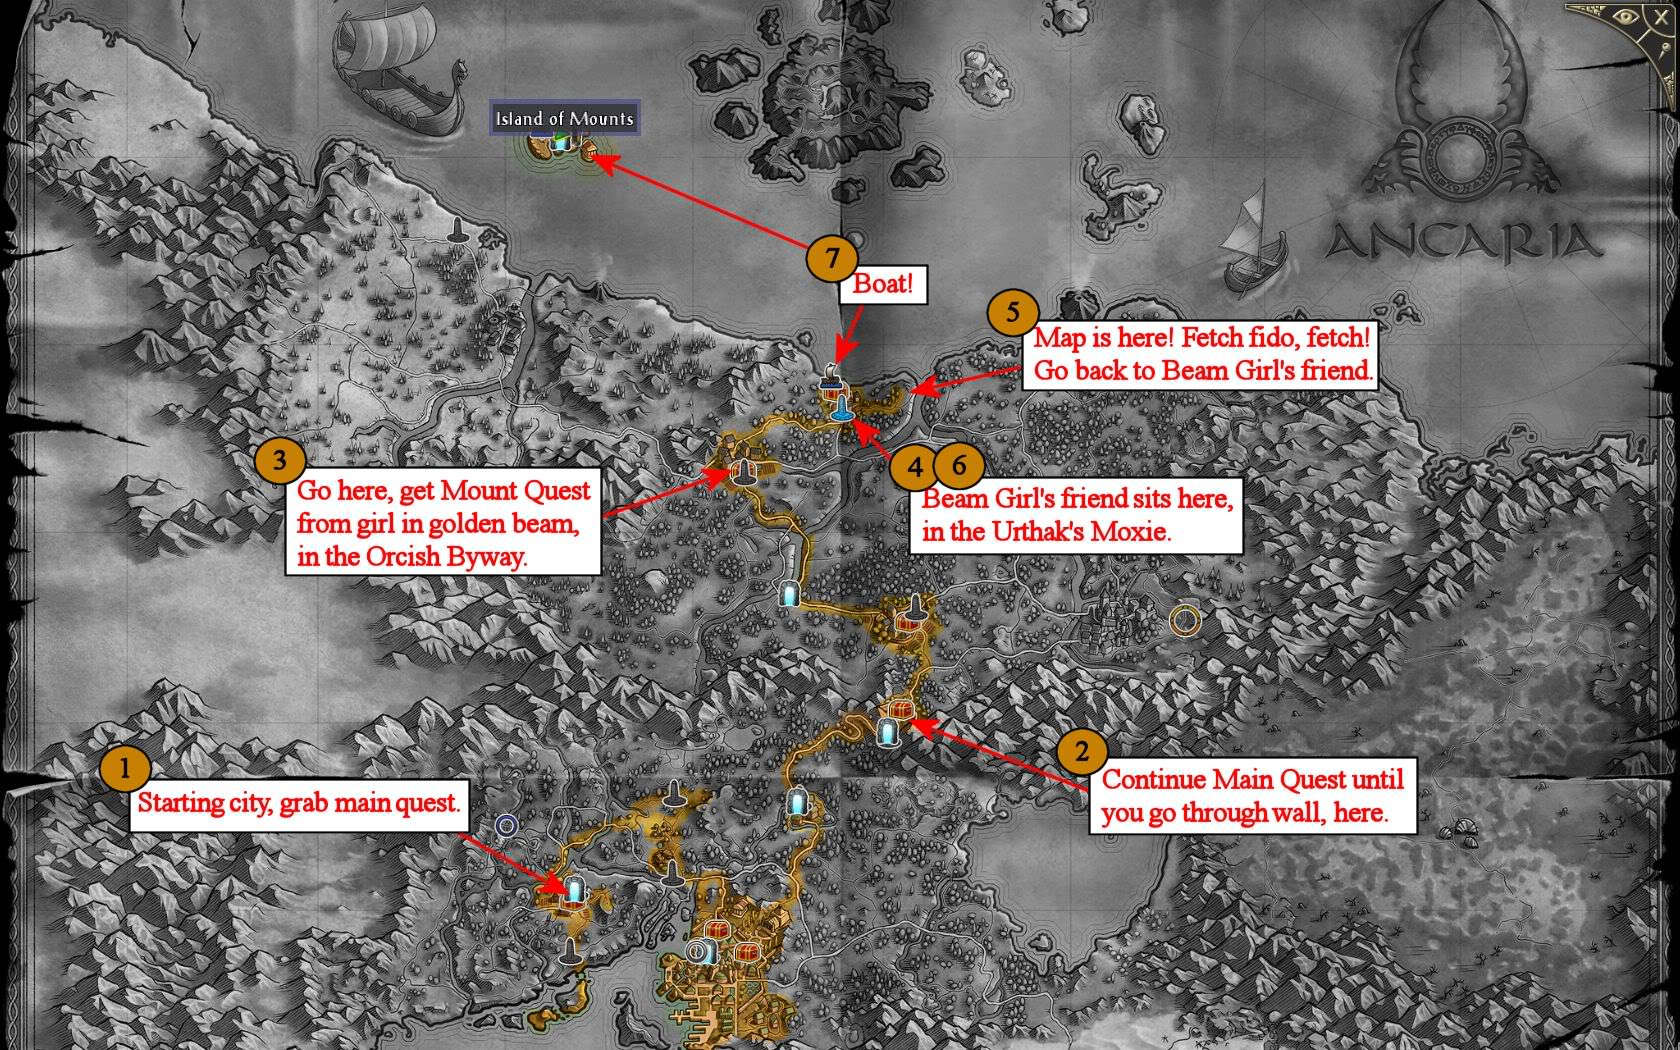 Island of Mounts
ANCARIA
7
Boat!
5
Map is here! Fetch fido, fetch!
Go back to Beam Girl's friend.
3
Go here, get Mount Quest
from girl in golden beam,
in the Orcish Byway.
4
6
Beam Girl's friend sits here,
in the Urthak's Moxie.
1
Starting city, grab main quest.
2
Continue Main Quest until
you go through wall, here.